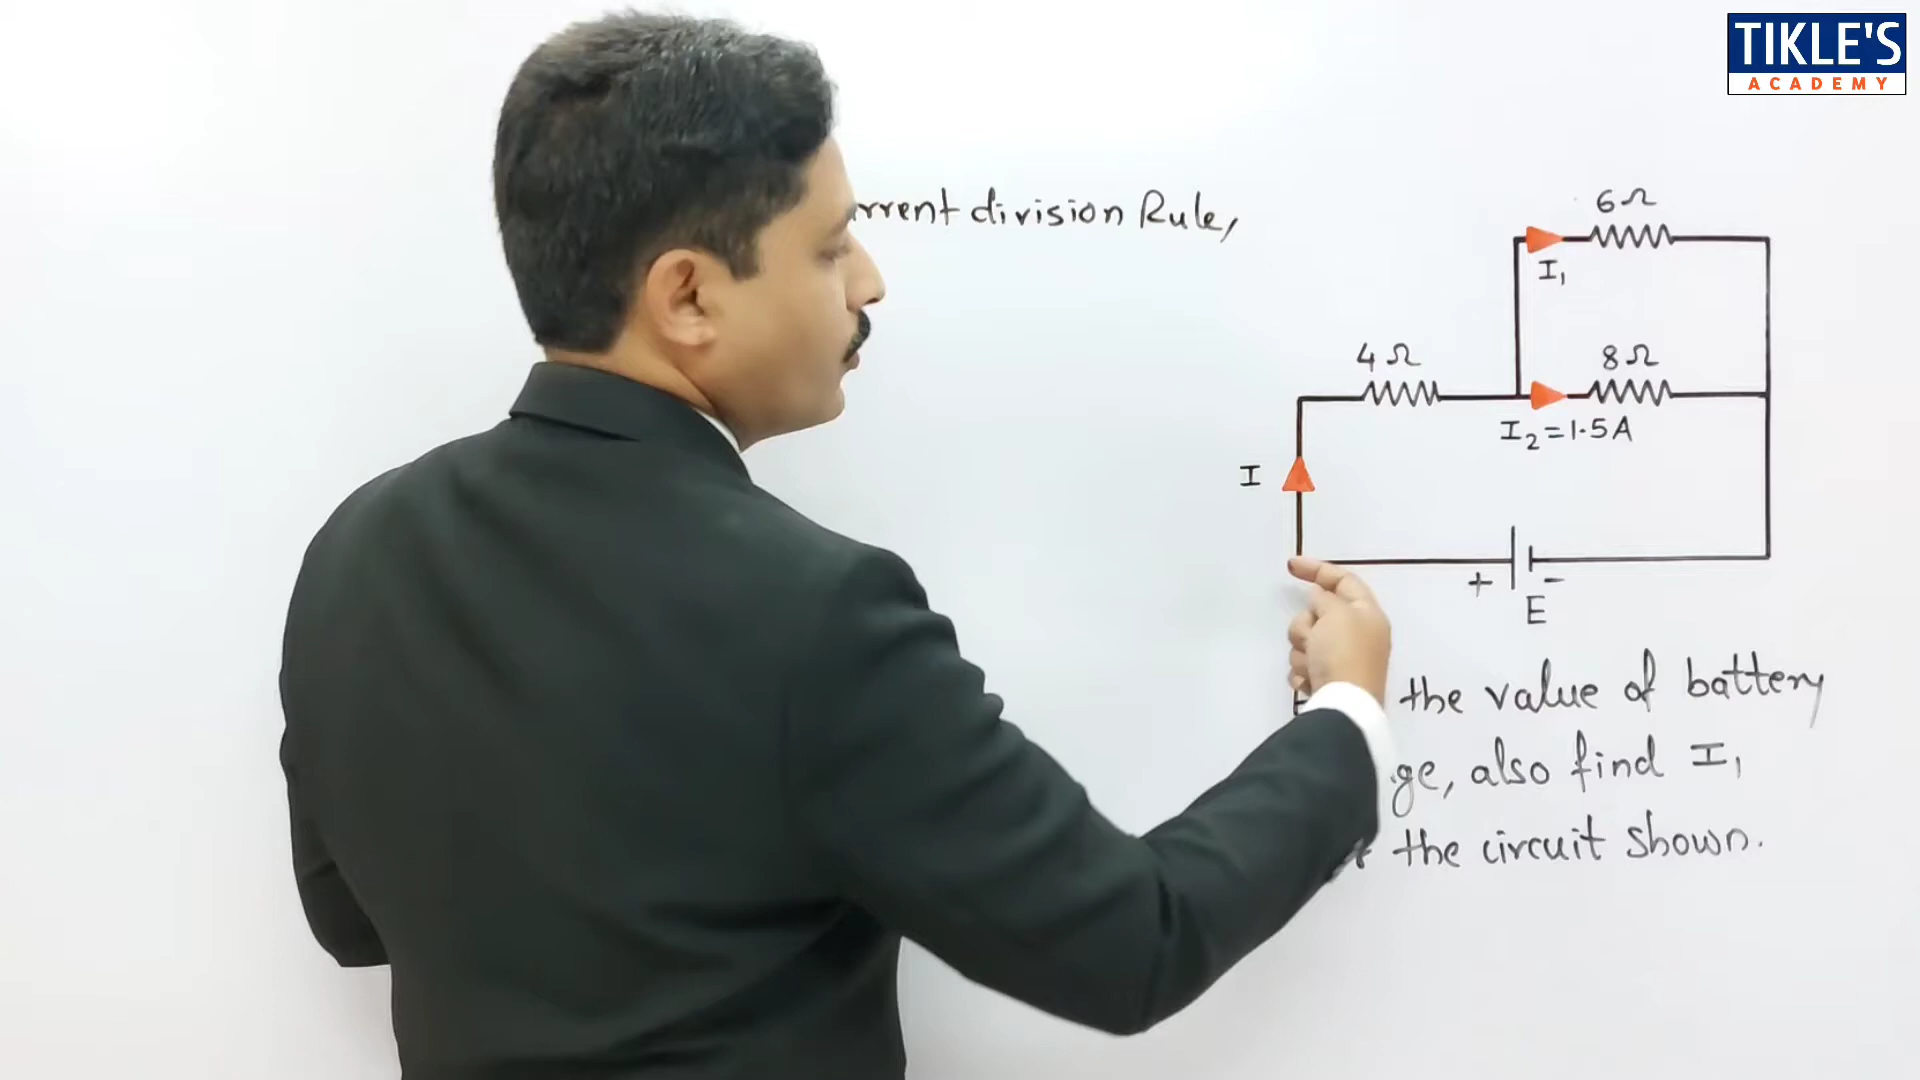 TIKLE'S
ACADEMY
rrent division Rule,
6Ω
I₁
4Ω
8Ω
I₂=1.5A
I
+ -
E
the value of battery
ge, also find I₁
the circuit shown.